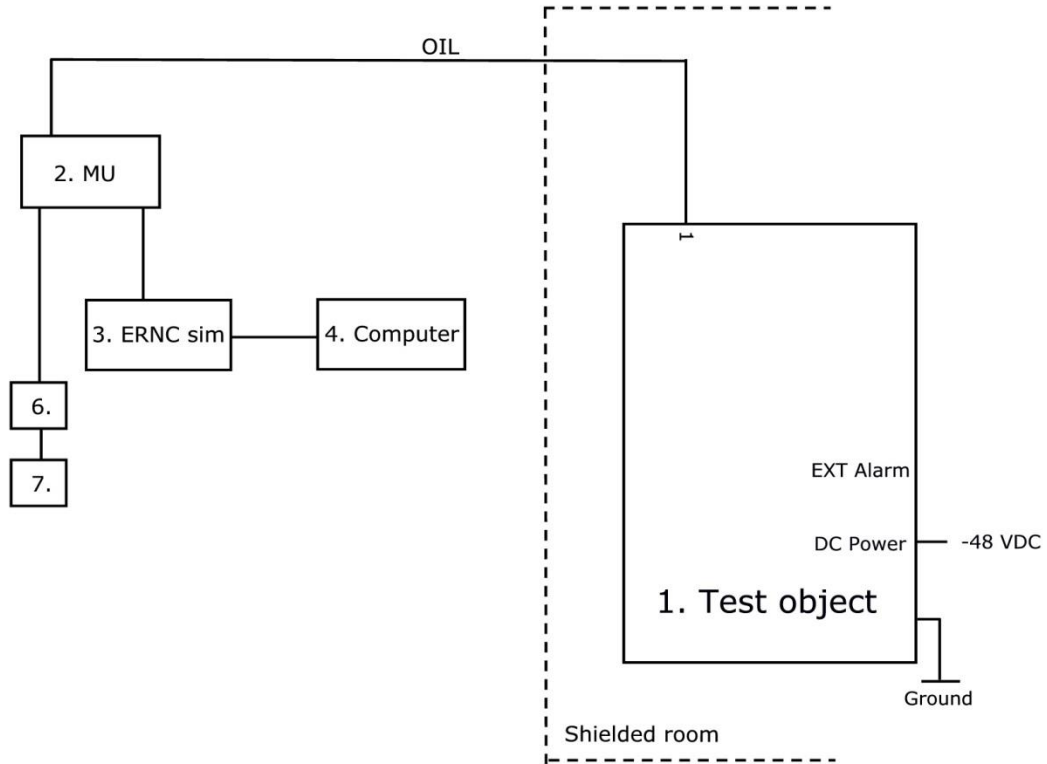 OIL
2. MU
3. ERNC sim
4. Computer
6.
7.
1
EXT Alarm
DC Power
-48 VDC
1. Test object
Ground
Shielded room